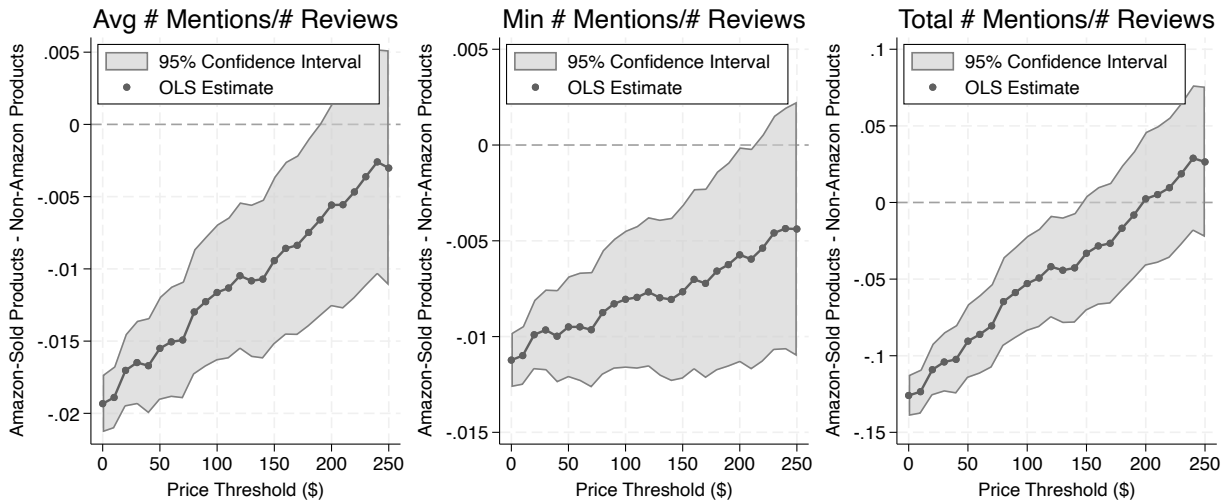 Avg # Mentions/# Reviews
Amazon-Sold Products - Non-Amazon Products
.005
0
-.005
-.01
-.015
-.02
95% Confidence Interval
OLS Estimate
0 50 100 150 200 250
Price Threshold ($)
Min # Mentions/# Reviews
Amazon-Sold Products - Non-Amazon Products
.005
0
-.005
-.01
-.015
95% Confidence Interval
OLS Estimate
0 50 100 150 200 250
Price Threshold ($)
Total # Mentions/# Reviews
Amazon-Sold Products - Non-Amazon Products
.1
.05
0
-.05
-.1
-.15
95% Confidence Interval
OLS Estimate
0 50 100 150 200 250
Price Threshold ($)